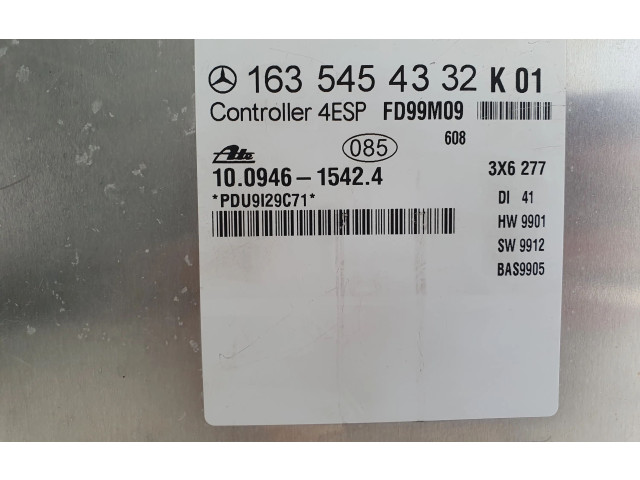 163 545 43 32 K 01
Controller 4ESP FD99M09
608
Ate 085
10.0946-1542.4 3X6 277
*PDU9I29C71* DI 41
HW 9901
SW 9912
BAS9905